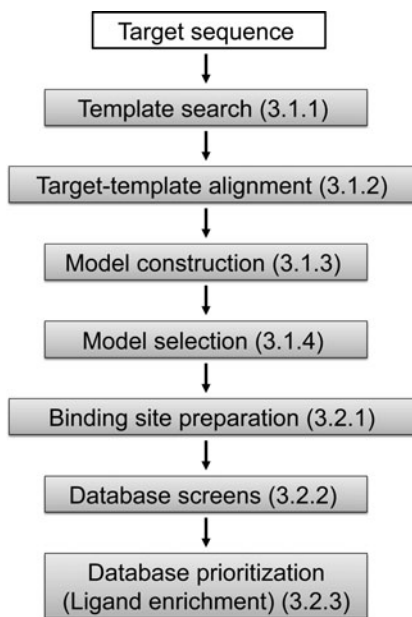 Target sequence
Template search (3.1.1)
Target-template alignment (3.1.2)
Model construction (3.1.3)
Model selection (3.1.4)
Binding site preparation (3.2.1)
Database screens (3.2.2)
Database prioritization
(Ligand enrichment) (3.2.3)